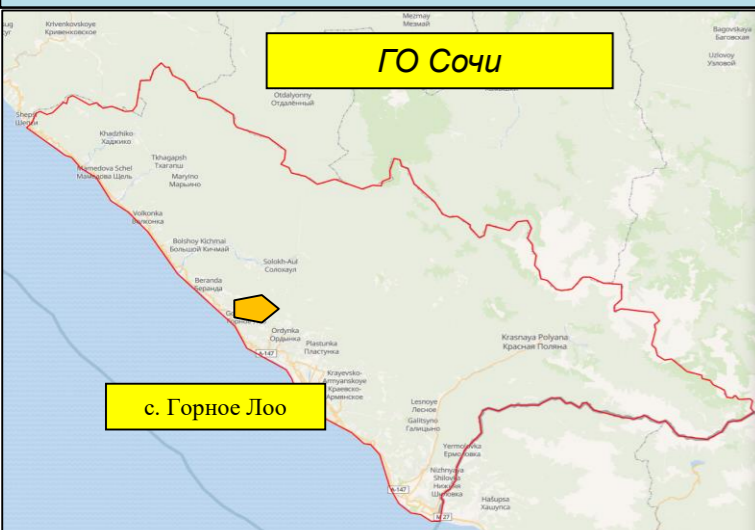 Krivenkovskoye
Кривенковское
Mezmay
Мезмай
Bagovskaya
Баговская
Uzlovoy
Узловой
ГО Сочи
Otdalyonny
Отдалённый
Khadzhiko
Хаджико
Tkhagapsh
Тхагапш
Mamedova Schel
Мамедова Щель
Maryino
Марьино
Volkonka
Волконка
Bolshoy Kichmai
Большой Кичмай
Solokh-Aul
Солохаул
Beranda
Беранда
Ordynka
Ордынка
Plastunka
Пластунка
A-147
Krasnaya Polyana
Красная Поляна
Krayevsko-
Armyanskoye
Краевско-
Армянское
с. Горное Лоо
Lesnoye
Лесное
Galitsyno
Галицыно
Yermolovka
Ермоловка
Nizhnyaya
Shilovka
Нижняя
Шиловка
A-147
Хашупса